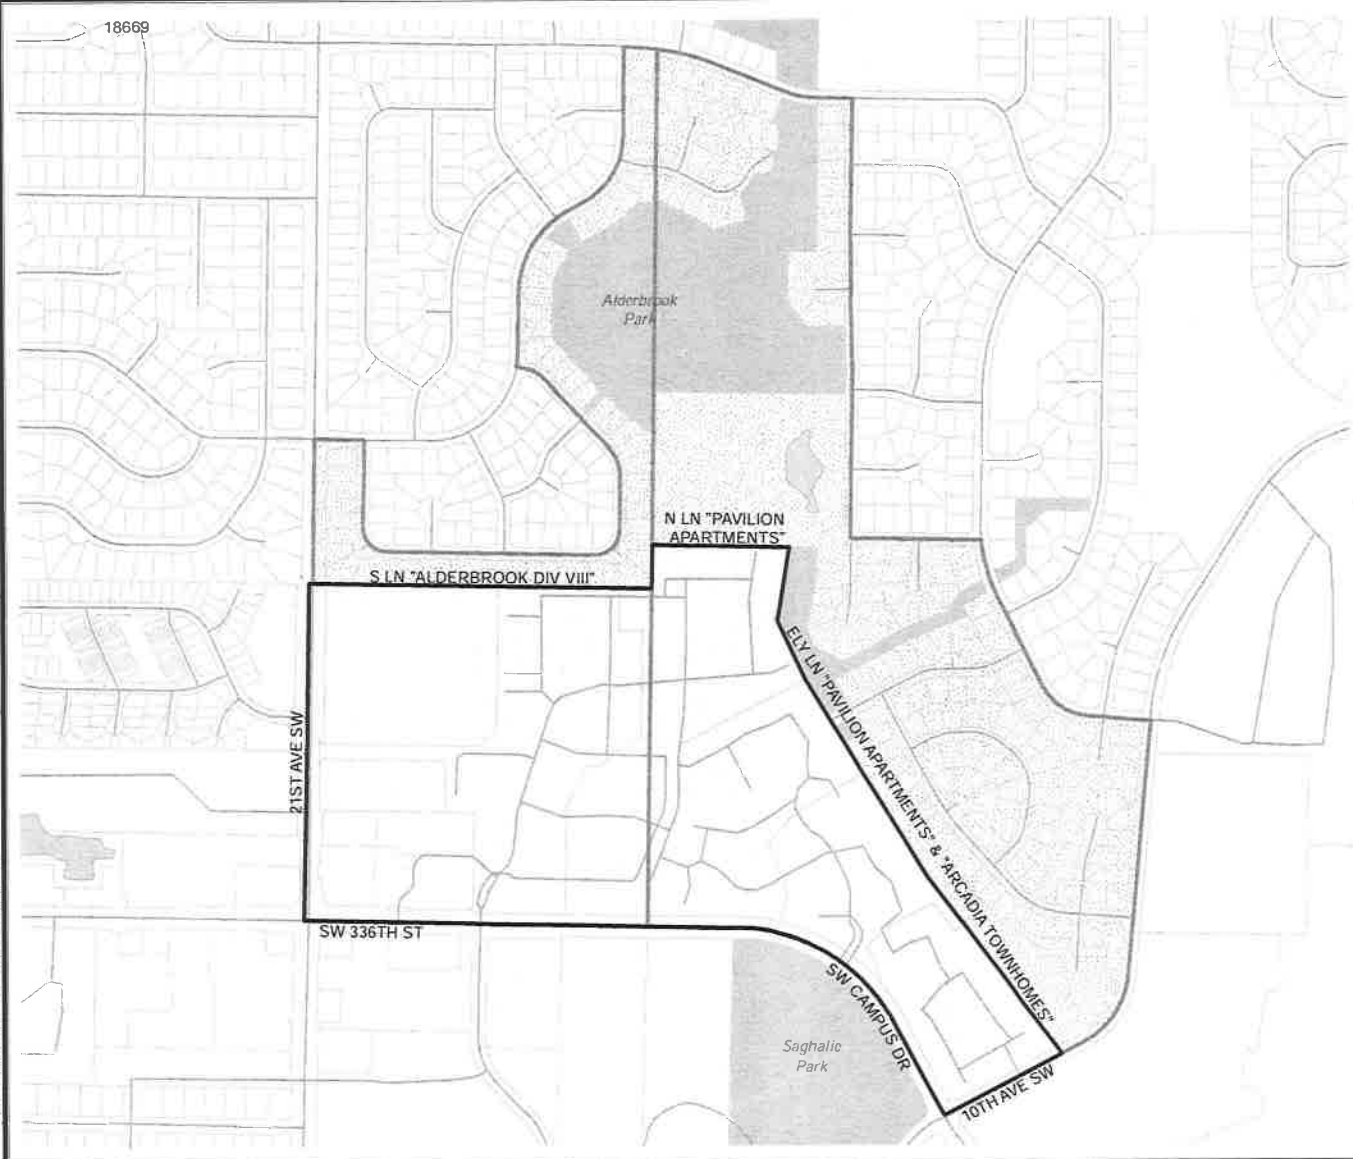 18669
Alderbrook
Park
N LN "PAVILION
APARTMENTS"
S LN "ALDERBROOK DIV VIII"
ELY LN "PAVILION APARTMENTS" & "ARCADIA TOWNHOMES"
21ST AVE SW
SW 336TH ST
SW CAMPUS DR
Saghalie
Park
10TH AVE SW